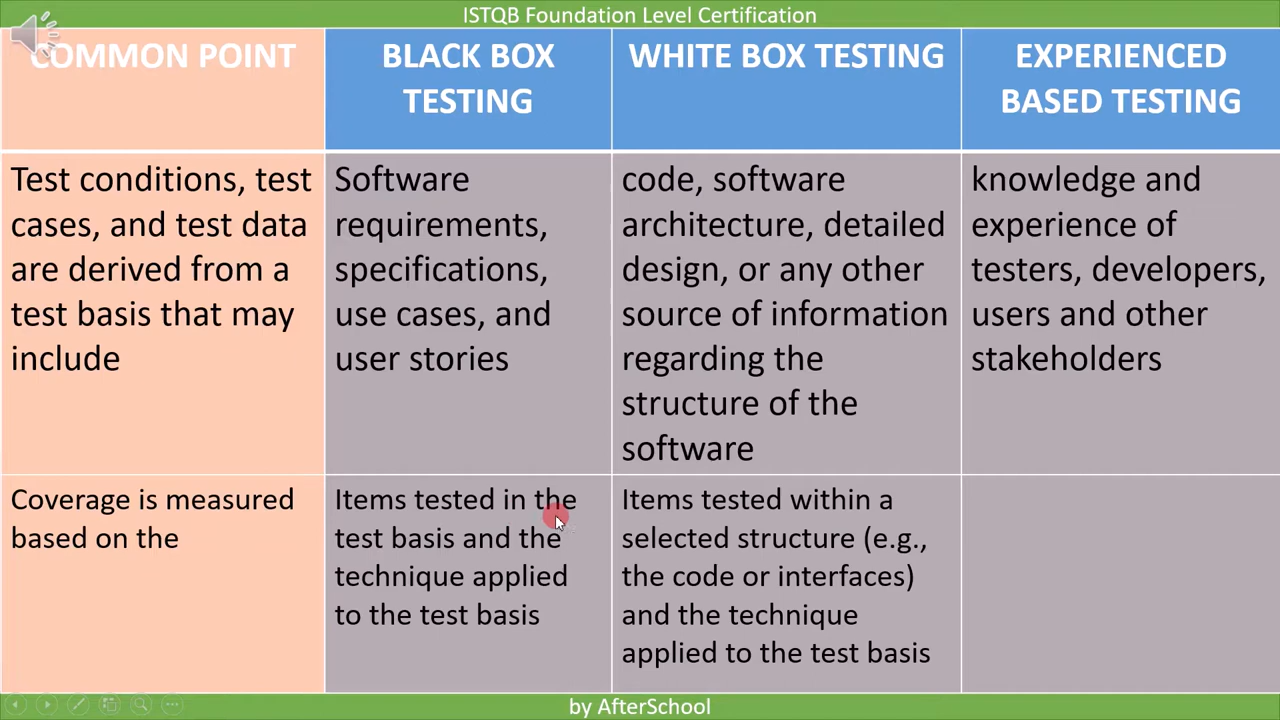 ISTQB Foundation Level Certification
COMMON POINT
BLACK BOX
TESTING
WHITE BOX TESTING
EXPERIENCED
BASED TESTING
Test conditions, test
cases, and test data
are derived from a
test basis that may
include
Software
requirements,
specifications,
use cases, and
user stories
code, software
architecture, detailed
design, or any other
source of information
regarding the
structure of the
software
knowledge and
experience of
testers, developers,
users and other
stakeholders
Coverage is measured
based on the
Items tested in the
test basis and the
technique applied
to the test basis
Items tested within a
selected structure (e.g.,
the code or interfaces)
and the technique
applied to the test basis
by AfterSchool